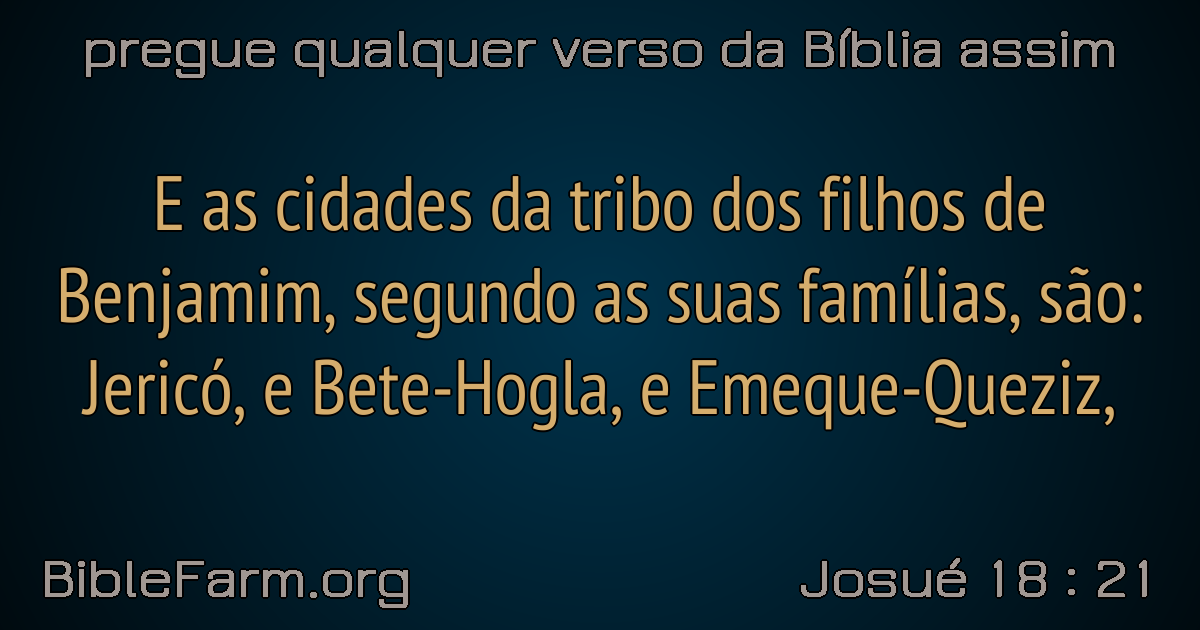 pregue qualquer verso da Bíblia assim
E as cidades da tribo dos filhos de
Benjamim, segundo as suas famílias, são:
Jericó, e Bete-Hogla, e Emeque-Queziz,
BibleFarm.org
Josué 18 : 21